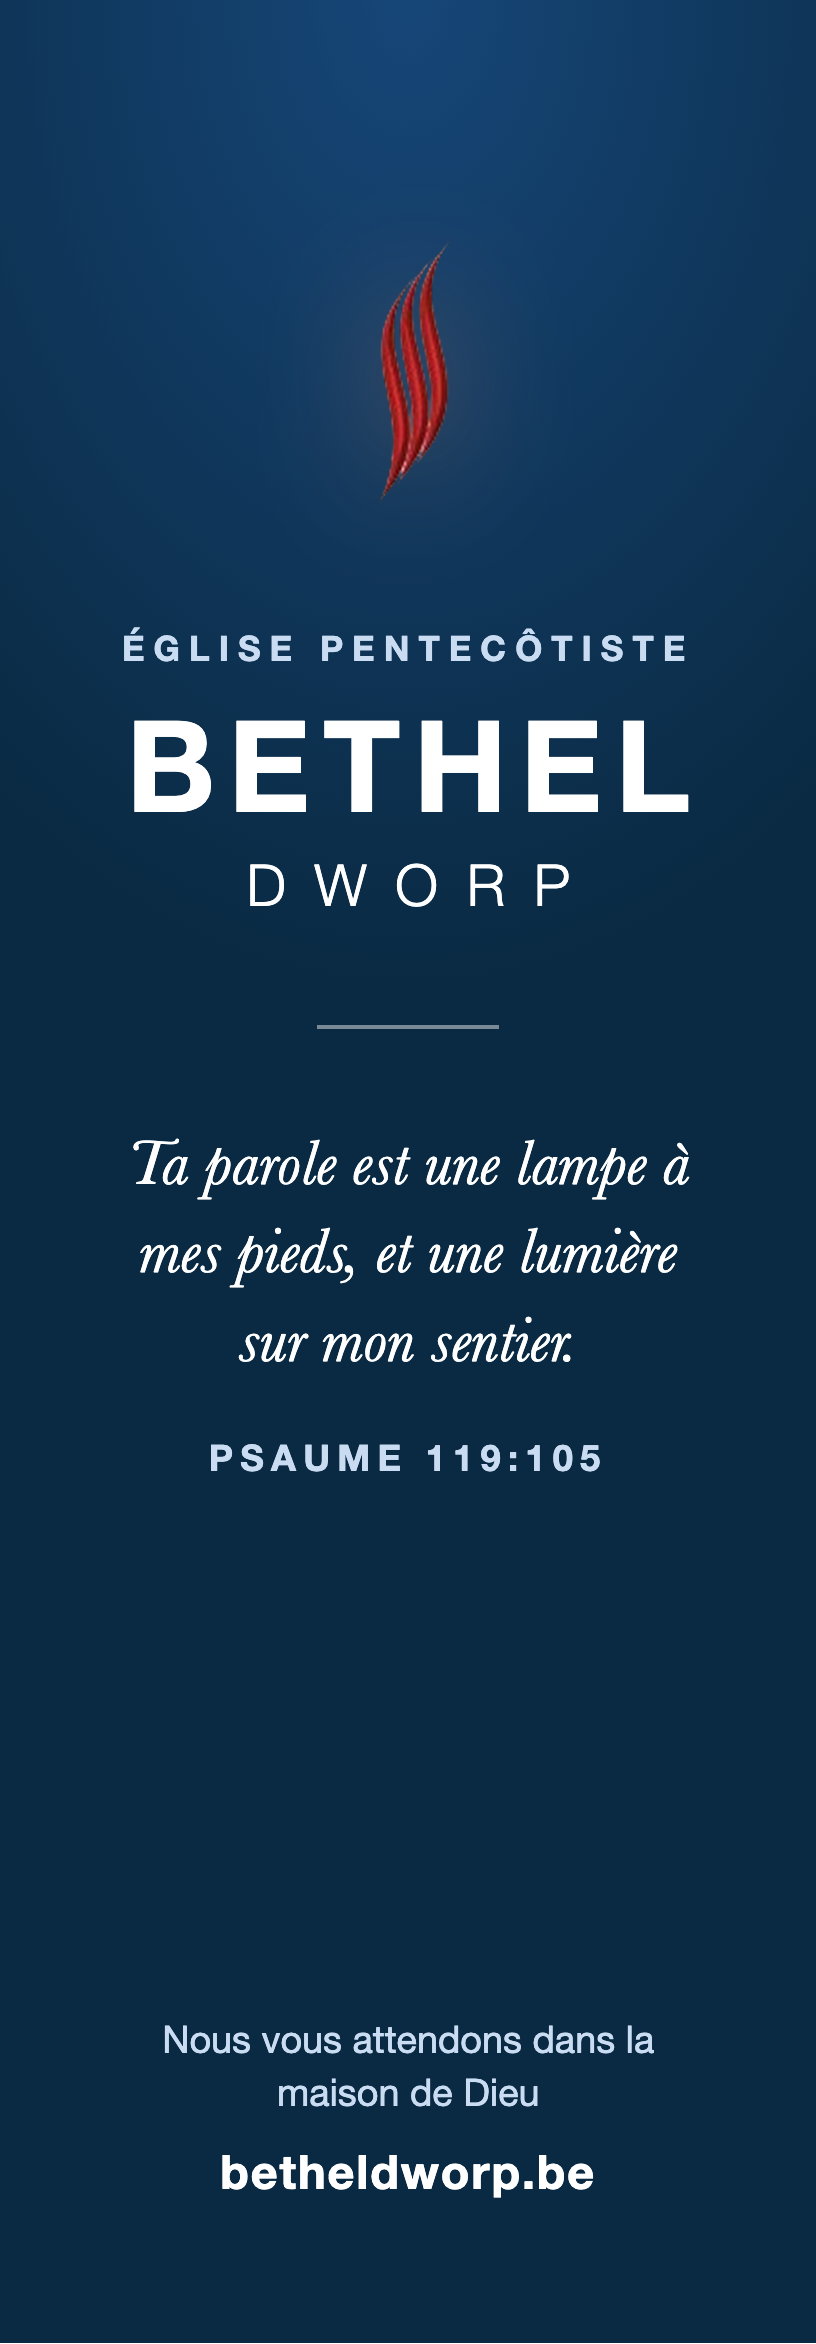 ÉGLISE PENTECÔTISTE
BETHEL
DWORP
Ta parole est une lampe à
mes pieds, et une lumière
sur mon sentier.
PSAUME 119:105
Nous vous attendons dans la
maison de Dieu
betheldworp.be